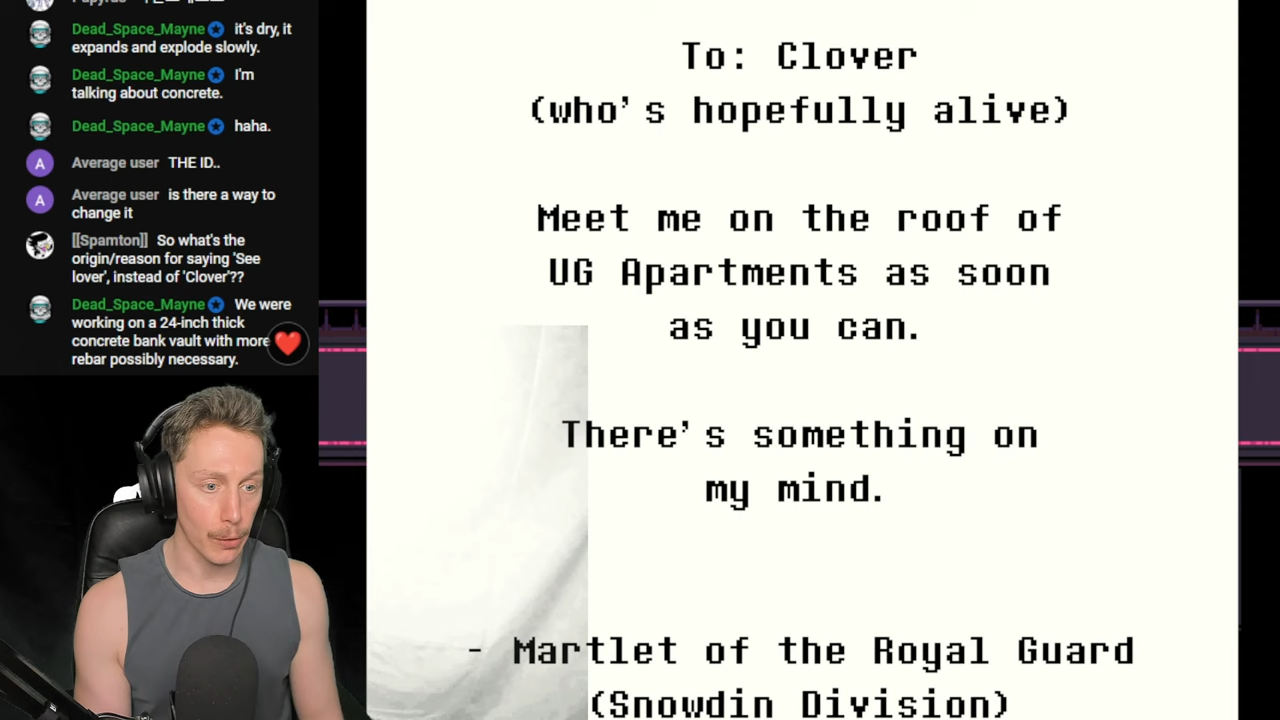 Dead_Space_Mayne it's dry, it
expands and explode slowly.
Dead_Space_Mayne I'm
talking about concrete.
Dead_Space_Mayne haha.
A Average user THE ID..
A Average user is there a way to
change it
[[Spamton]] So what's the
origin/reason for saying 'See
lover', instead of 'Clover'??
Dead_Space_Mayne We were
working on a 24-inch thick
concrete bank vault with more
rebar possibly necessary.
To: Clover
(who's hopefully alive)
Meet me on the roof of
UG Apartments as soon
as you can.
There's something on
my mind.
- Martlet of the Royal Guard
(Snowdin Division)